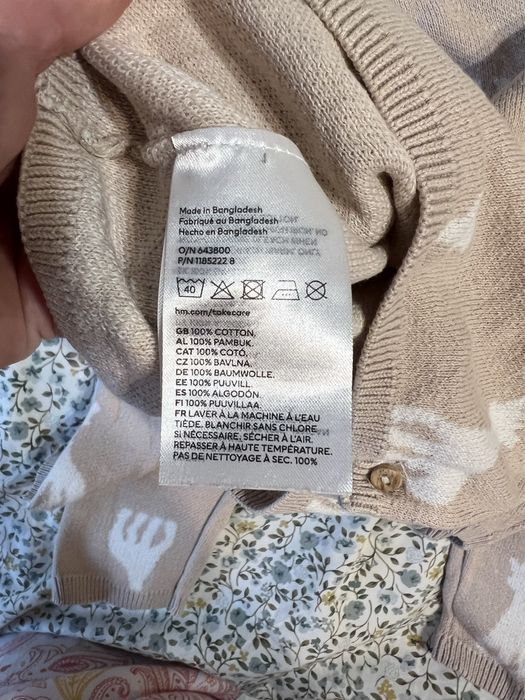 Made in Bangladesh
Fabriqué au Bangladesh
Hecho en Bangladesh
O/N 643800
P/N 1185222 8
40
hm.com/takecare
GB 100% COTTON.
AL 100% PAMBUK.
CAT 100% COTÓ.
CZ 100% BAVLNA.
DE 100% BAUMWOLLE.
EE 100% PUUVILL.
ES 100% ALGODÓN.
FI 100% PUUVILLAA.
FR LAVER À LA MACHINE À L'EAU
TIÈDE. BLANCHIR SANS CHLORE
SI NÉCESSAIRE. SÉCHER À L'AIR.
REPASSER À HAUTE TEMPÉRATURE.
PAS DE NETTOYAGE À SEC. 100%